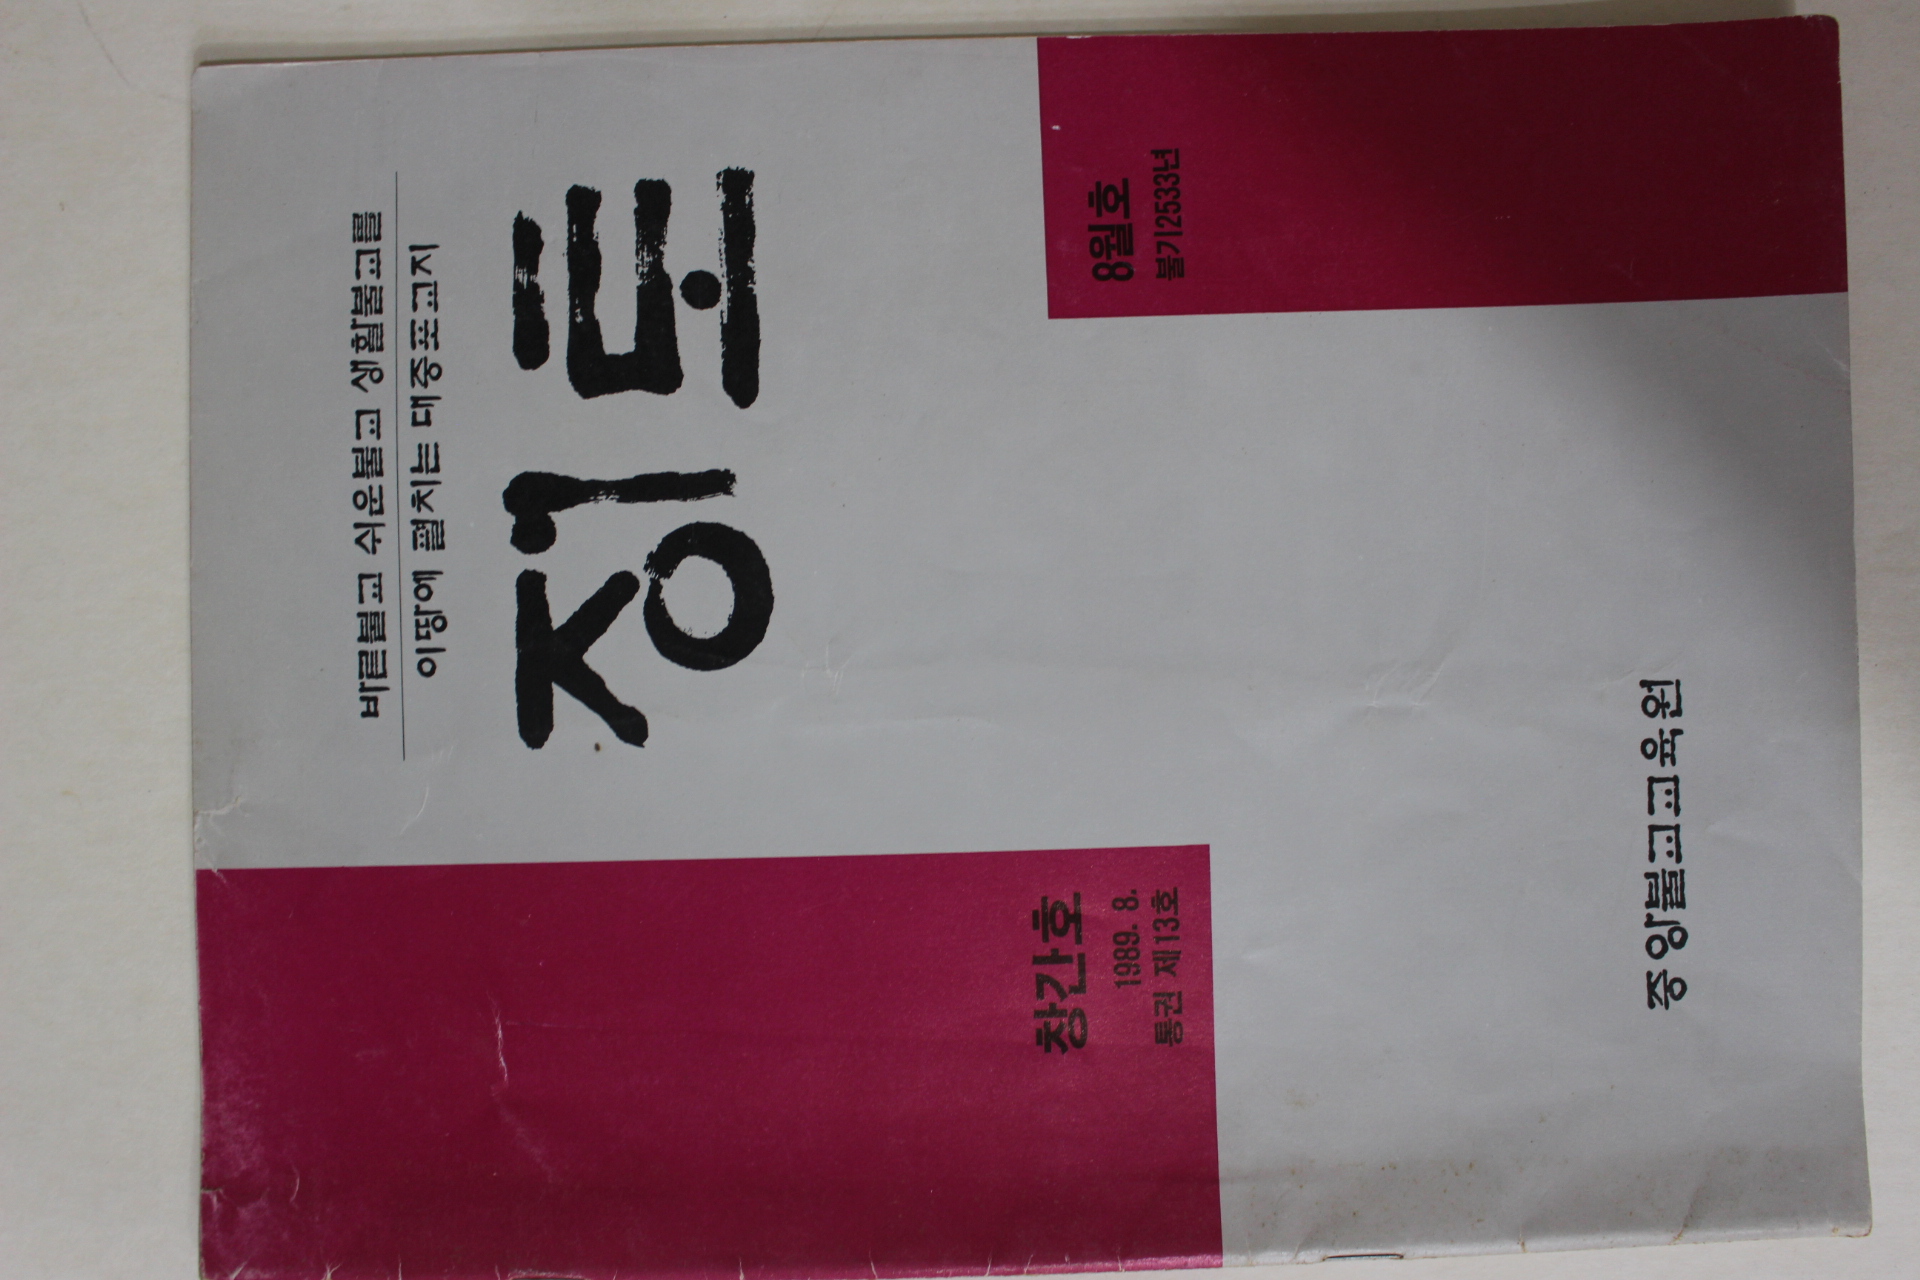 바른불교 쉬운불교 생활불교를
이땅에 펼치는 대중포교지
정토
창간호
1989. 8.
통권 제13호
8월호
불기2533년
중앙불교교육원